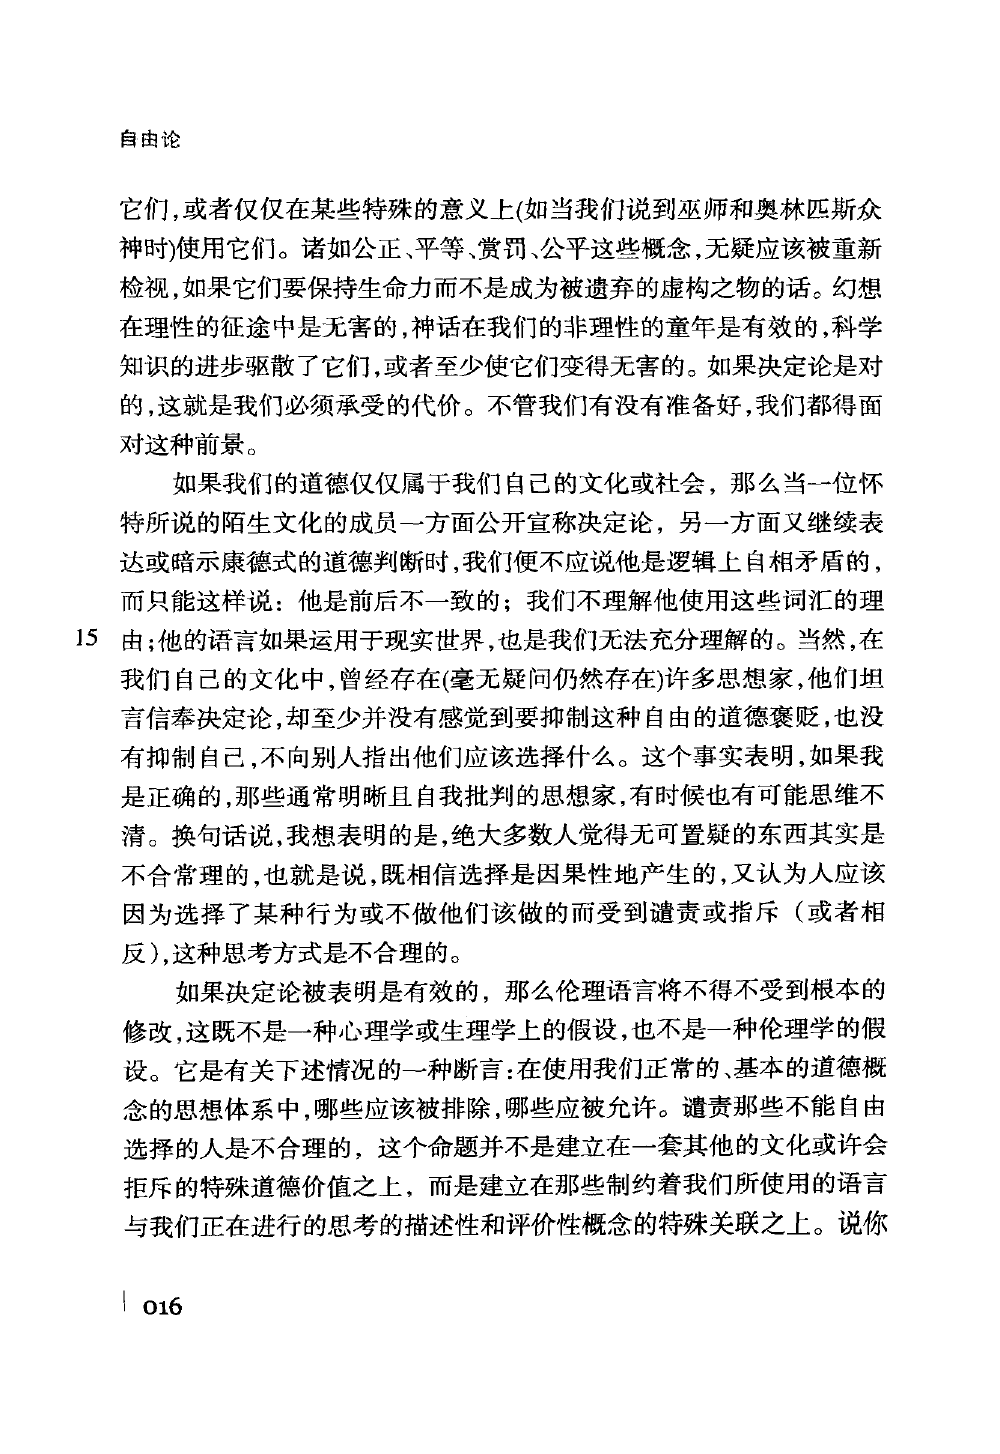 自由论
它们,或者仅仅在某些特殊的意义上(如当我们说到巫师和奥林匹斯众
神时)使用它们。诸如公正、平等、赏罚、公平这些概念,无疑应该被重新
检视,如果它们要保持生命力而不是成为被遗弃的虚构之物的话。幻想
在理性的征途中是无害的,神话在我们的非理性的童年是有效的,科学
知识的进步驱散了它们,或者至少使它们变得无害的。如果决定论是对
的,这就是我们必须承受的代价。不管我们有没有准备好,我们都得面
对这种前景。
如果我们的道德仅仅属于我们自己的文化或社会，那么当一位怀
特所说的陌生文化的成员一方面公开宣称决定论，另一方面又继续表
达或暗示康德式的道德判断时,我们便不应说他是逻辑上自相矛盾的,
而只能这样说：他是前后不一致的；我们不理解他使用这些词汇的理
15 由;他的语言如果运用于现实世界,也是我们无法充分理解的。当然,在
我们自己的文化中,曾经存在(毫无疑问仍然存在)许多思想家,他们坦
言信奉决定论,却至少并没有感觉到要抑制这种自由的道德褒贬,也没
有抑制自己,不向别人指出他们应该选择什么。这个事实表明,如果我
是正确的,那些通常明晰且自我批判的思想家,有时候也有可能思维不
清。换句话说,我想表明的是,绝大多数人觉得无可置疑的东西其实是
不合常理的,也就是说,既相信选择是因果性地产生的,又认为人应该
因为选择了某种行为或不做他们该做的而受到谴责或指斥（或者相
反),这种思考方式是不合理的。
如果决定论被表明是有效的，那么伦理语言将不得不受到根本的
修改,这既不是一种心理学或生理学上的假设,也不是一种伦理学的假
设。它是有关下述情况的一种断言:在使用我们正常的、基本的道德概
念的思想体系中,哪些应该被排除,哪些应被允许。谴责那些不能自由
选择的人是不合理的，这个命题并不是建立在一套其他的文化或许会
拒斥的特殊道德价值之上，而是建立在那些制约着我们所使用的语言
与我们正在进行的思考的描述性和评价性概念的特殊关联之上。说你
016